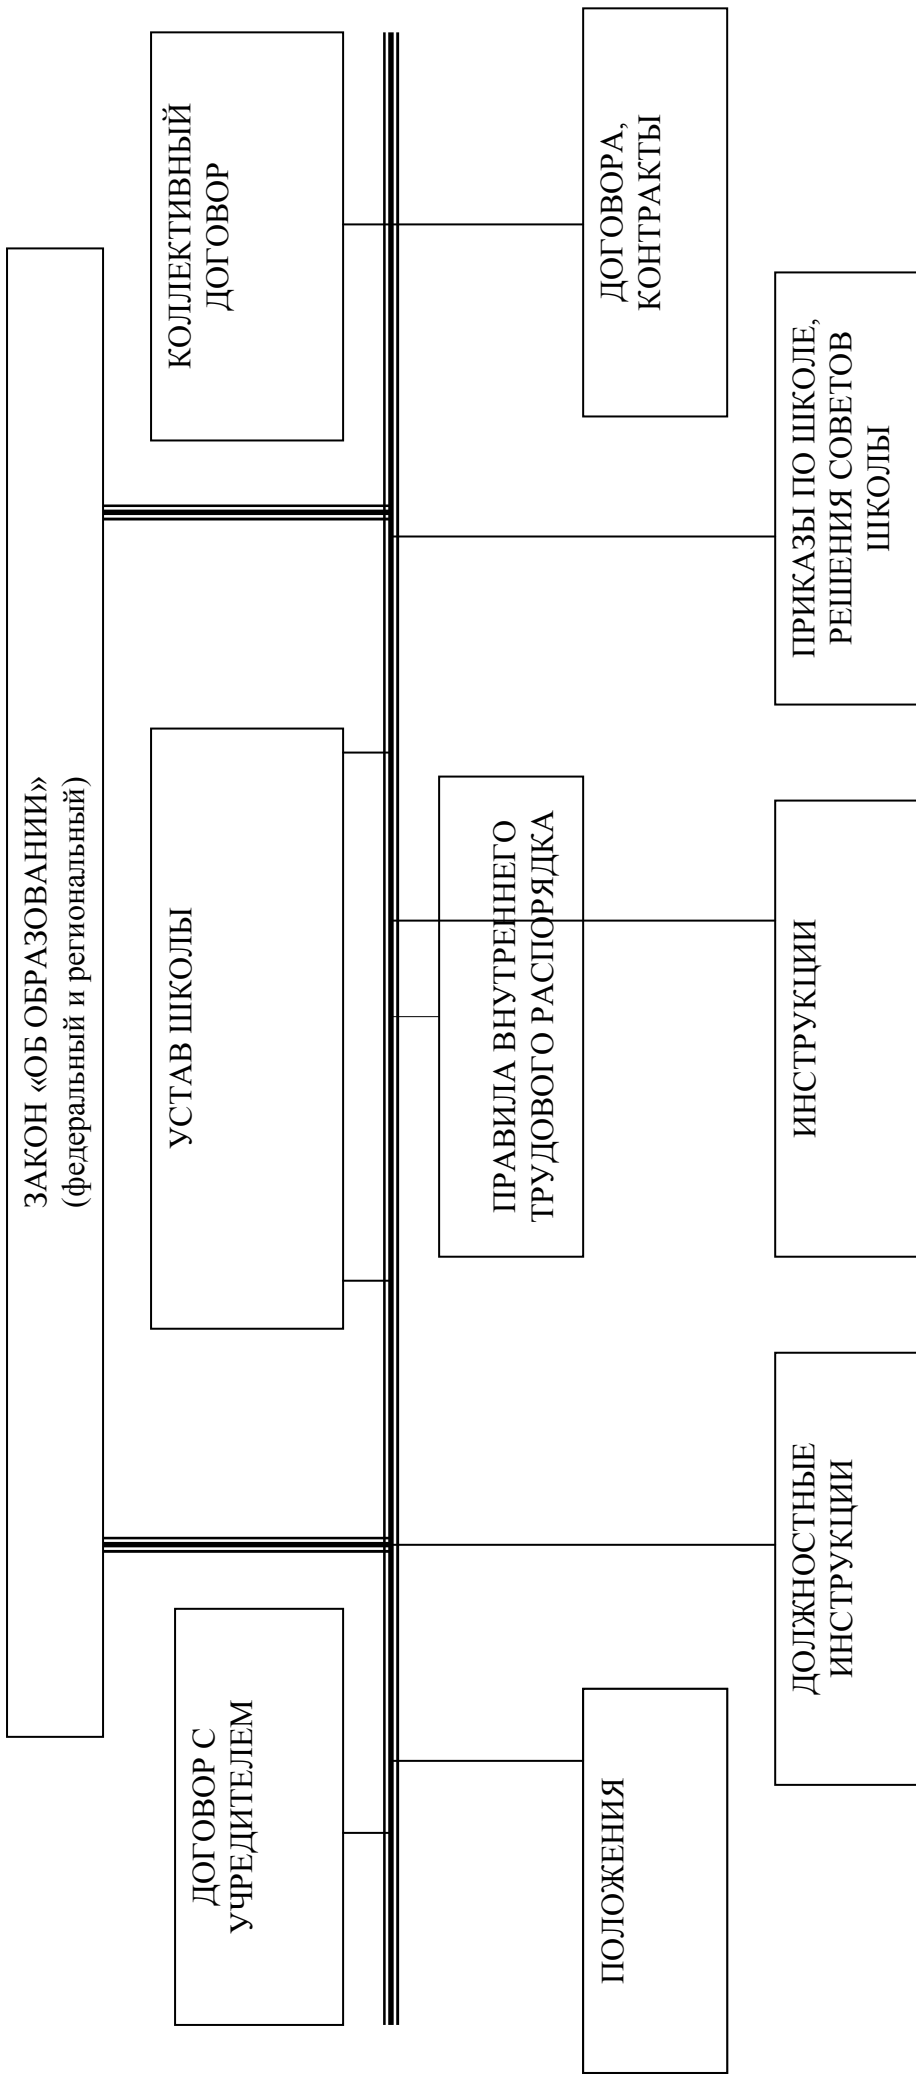 ЗАКОН «ОБ ОБРАЗОВАНИИ»
(федеральный и региональный)
ДОГОВОР С
УЧРЕДИТЕЛЕМ
УСТАВ ШКОЛЫ
КОЛЛЕКТИВНЫЙ
ДОГОВОР
ПРАВИЛА ВНУТРЕННЕГО
ТРУДОВОГО РАСПОРЯДКА
ПОЛОЖЕНИЯ
ДОГОВОРА,
КОНТРАКТЫ
ДОЛЖНОСТНЫЕ
ИНСТРУКЦИИ
ИНСТРУКЦИИ
ПРИКАЗЫ ПО ШКОЛЕ,
РЕШЕНИЯ СОВЕТОВ
ШКОЛЫ